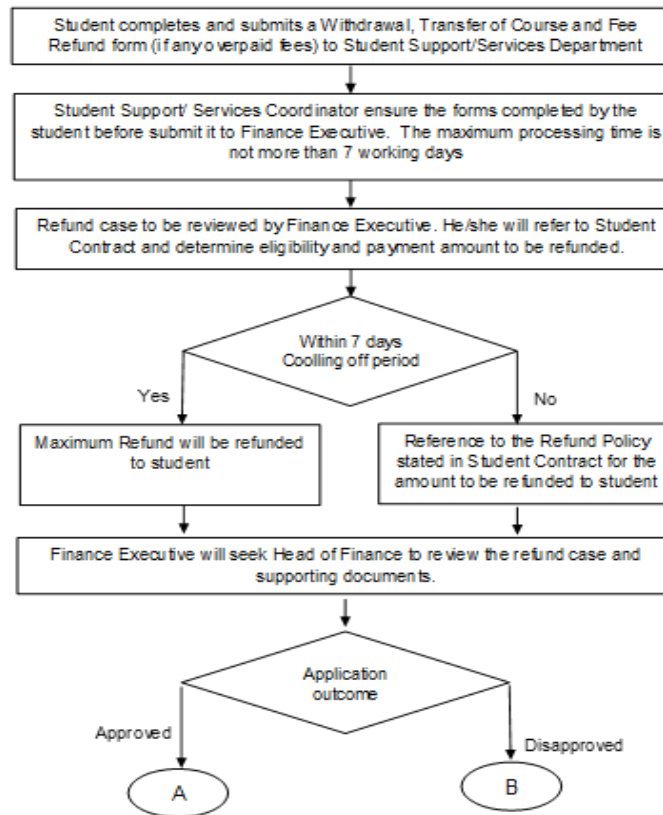 Student completes and submits a Withdrawal, Transfer of Course and Fee
Refund form (if any overpaid fees) to Student Support/Services Department
Student Support/ Services Coordinator ensure the forms completed by the
student before submit it to Finance Executive. The maximum processing time is
not more than 7 working days
Refund case to be reviewed by Finance Executive. He/she will refer to Student
Contract and determine eligibility and payment amount to be refunded.
Within 7 days
Coolling off period
Yes
No
Maximum Refund will be refunded
to student
Reference to the Refund Policy
stated in Student Contract for the
amount to be refunded to student
Finance Executive will seek Head of Finance to review the refund case and
supporting documents.
Application
outcome
Approved
Disapproved
A
B